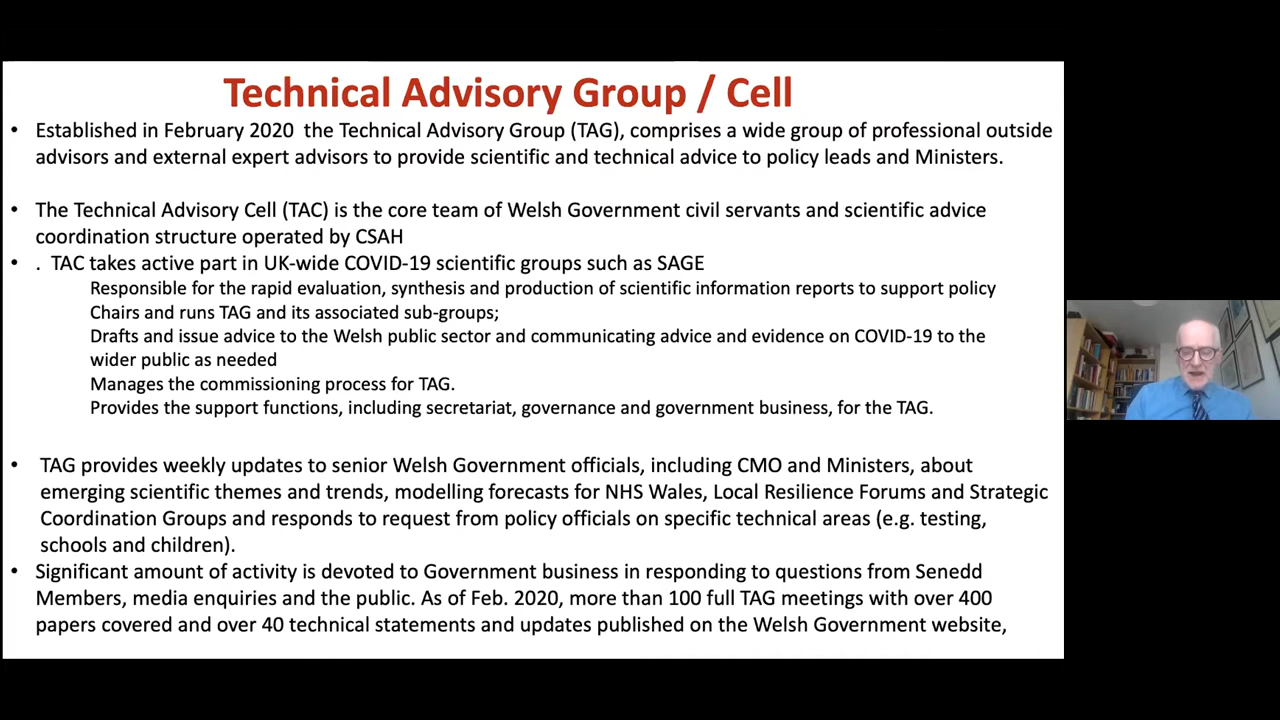 Technical Advisory Group / Cell
• Established in February 2020 the Technical Advisory Group (TAG), comprises a wide group of professional outside
advisors and external expert advisors to provide scientific and technical advice to policy leads and Ministers.
• The Technical Advisory Cell (TAC) is the core team of Welsh Government civil servants and scientific advice
coordination structure operated by CSAH
• . TAC takes active part in UK-wide COVID-19 scientific groups such as SAGE
Responsible for the rapid evaluation, synthesis and production of scientific information reports to support policy
Chairs and runs TAG and its associated sub-groups;
Drafts and issue advice to the Welsh public sector and communicating advice and evidence on COVID-19 to the
wider public as needed
Manages the commissioning process for TAG.
Provides the support functions, including secretariat, governance and government business, for the TAG.
• TAG provides weekly updates to senior Welsh Government officials, including CMO and Ministers, about
emerging scientific themes and trends, modelling forecasts for NHS Wales, Local Resilience Forums and Strategic
Coordination Groups and responds to request from policy officials on specific technical areas (e.g. testing,
schools and children).
• Significant amount of activity is devoted to Government business in responding to questions from Senedd
Members, media enquiries and the public. As of Feb. 2020, more than 100 full TAG meetings with over 400
papers covered and over 40 technical statements and updates published on the Welsh Government website,